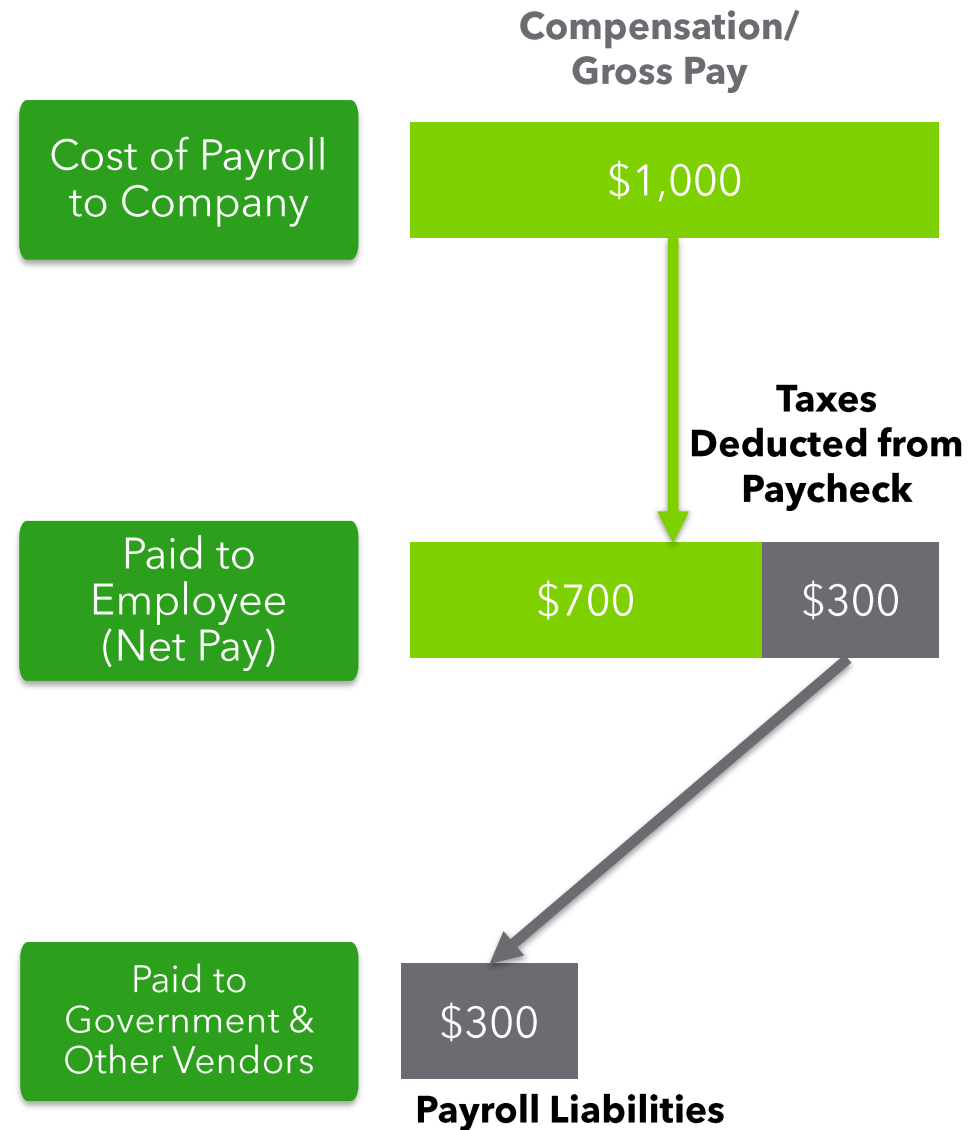 Compensation/
Gross Pay
Cost of Payroll
to Company
$1,000
Taxes
Deducted from
Paycheck
Paid to
Employee
(Net Pay)
$700
$300
Paid to
Government &
Other Vendors
$300
Payroll Liabilities